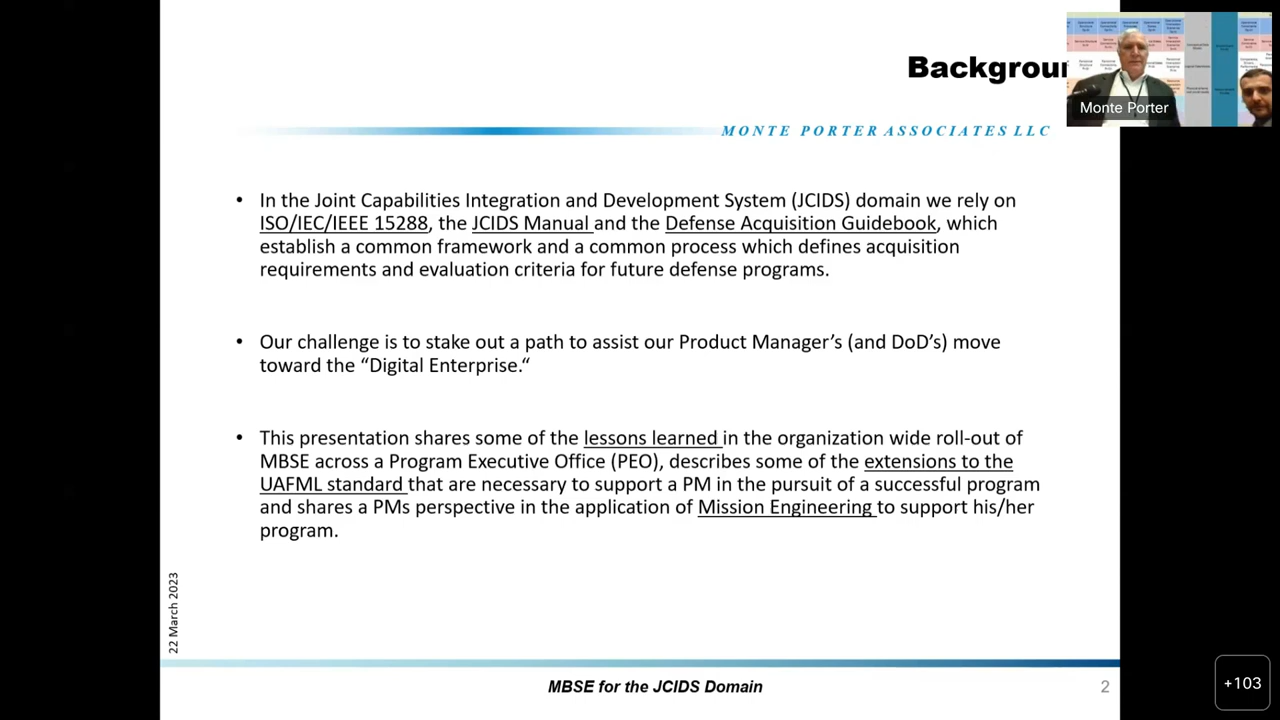 Backgroun
Monte Porter
MONTE PORTER ASSOCIATES LLC
• In the Joint Capabilities Integration and Development System (JCIDS) domain we rely on
ISO/IEC/IEEE 15288, the JCIDS Manual and the Defense Acquisition Guidebook, which
establish a common framework and a common process which defines acquisition
requirements and evaluation criteria for future defense programs.
• Our challenge is to stake out a path to assist our Product Manager’s (and DoD’s) move
toward the “Digital Enterprise.“
• This presentation shares some of the lessons learned in the organization wide roll-out of
MBSE across a Program Executive Office (PEO), describes some of the extensions to the
UAFML standard that are necessary to support a PM in the pursuit of a successful program
and shares a PMs perspective in the application of Mission Engineering to support his/her
program.
22 March 2023
MBSE for the JCIDS Domain
2
+103